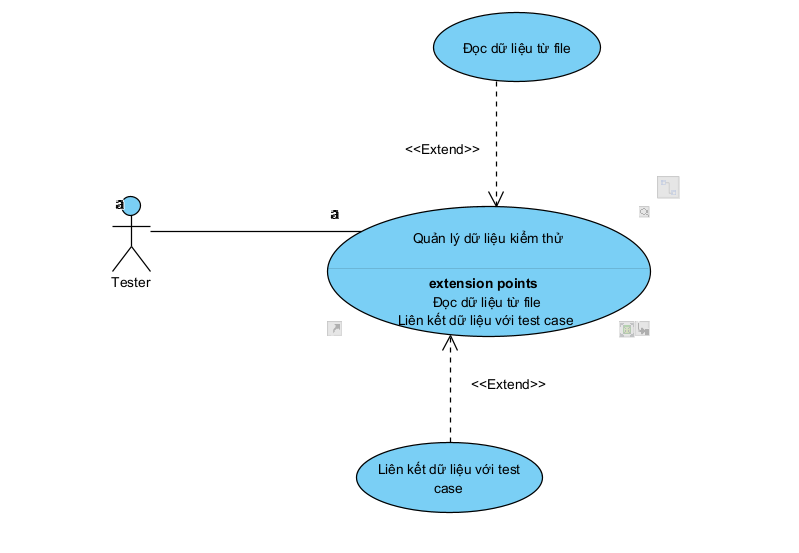 Đọc dữ liệu từ file
<<Extend>>
a
a
Tester
Quản lý dữ liệu kiểm thử
extension points
Đọc dữ liệu từ file
Liên kết dữ liệu với test case
<<Extend>>
Liên kết dữ liệu với test
case